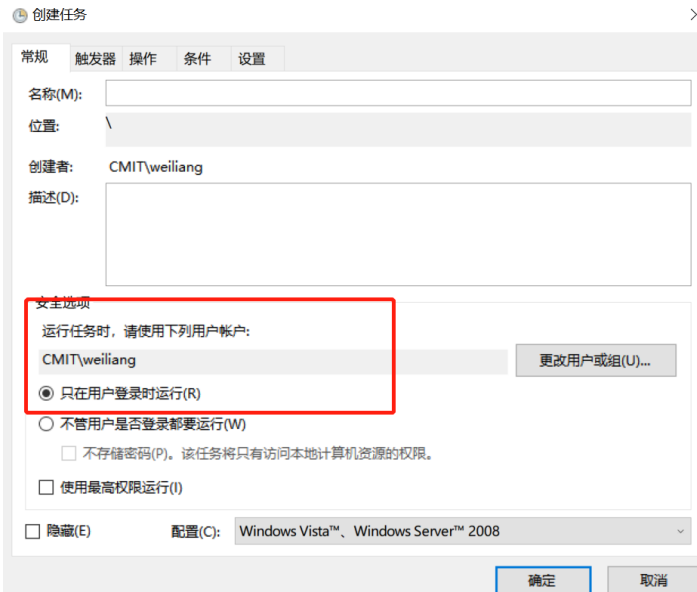 创建任务
常规 触发器 操作 条件 设置
名称(M):
位置: \
创建者: CMIT\weiliang
描述(D):
安全选项
运行任务时，请使用下列用户帐户:
CMIT\weiliang 更改用户或组(U)...
只在用户登录时运行(R)
不管用户是否登录都要运行(W)
不存储密码(P)。该任务将只有访问本地计算机资源的权限。
使用最高权限运行(I)
隐藏(E) 配置(C): Windows Vista™、Windows Server™ 2008
确定 取消